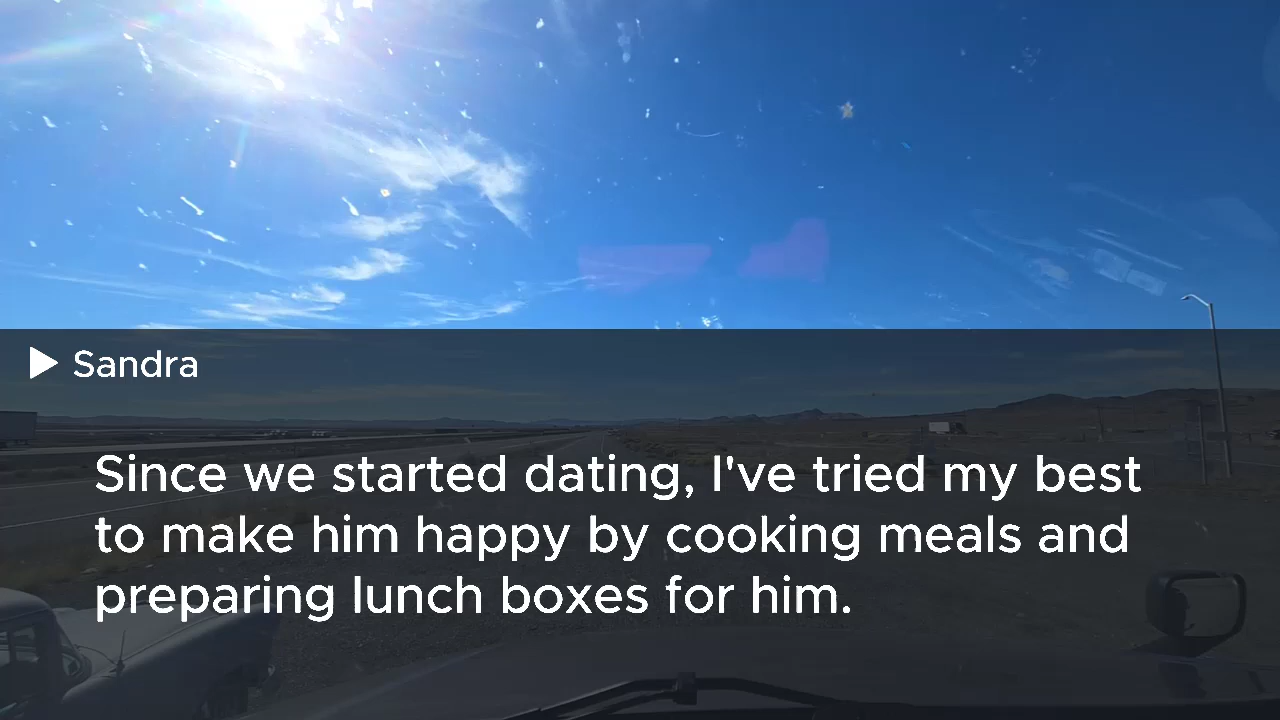 Sandra
Since we started dating, I've tried my best
to make him happy by cooking meals and
preparing lunch boxes for him.